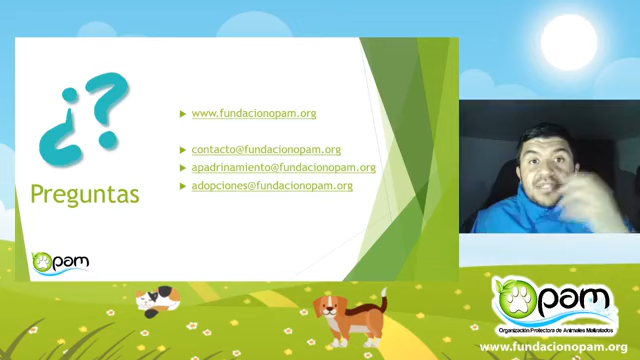 ¿?
Preguntas
www.fundacionopam.org
contacto@fundacionopam.org
apadrinamiento@fundacionopam.org
adopciones@fundacionopam.org
Opam
Opam
Organización Protectora de Animales Maltratados
www.fundacionopam.org